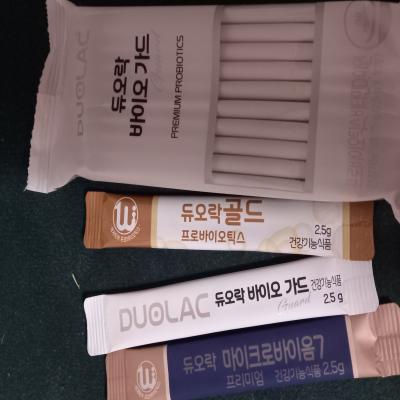 DUOLAC
듀오락
바이오 가드
Guard
PREMIUM PROBIOTICS
듀오락골드
프로바이오틱스
2.5g
건강기능식품
DUOLAC 듀오락 바이오 가드 건강기능식품
Guard 2.5 g
듀오락 마이크로바이옴7
프리미엄 건강기능식품 2.5g